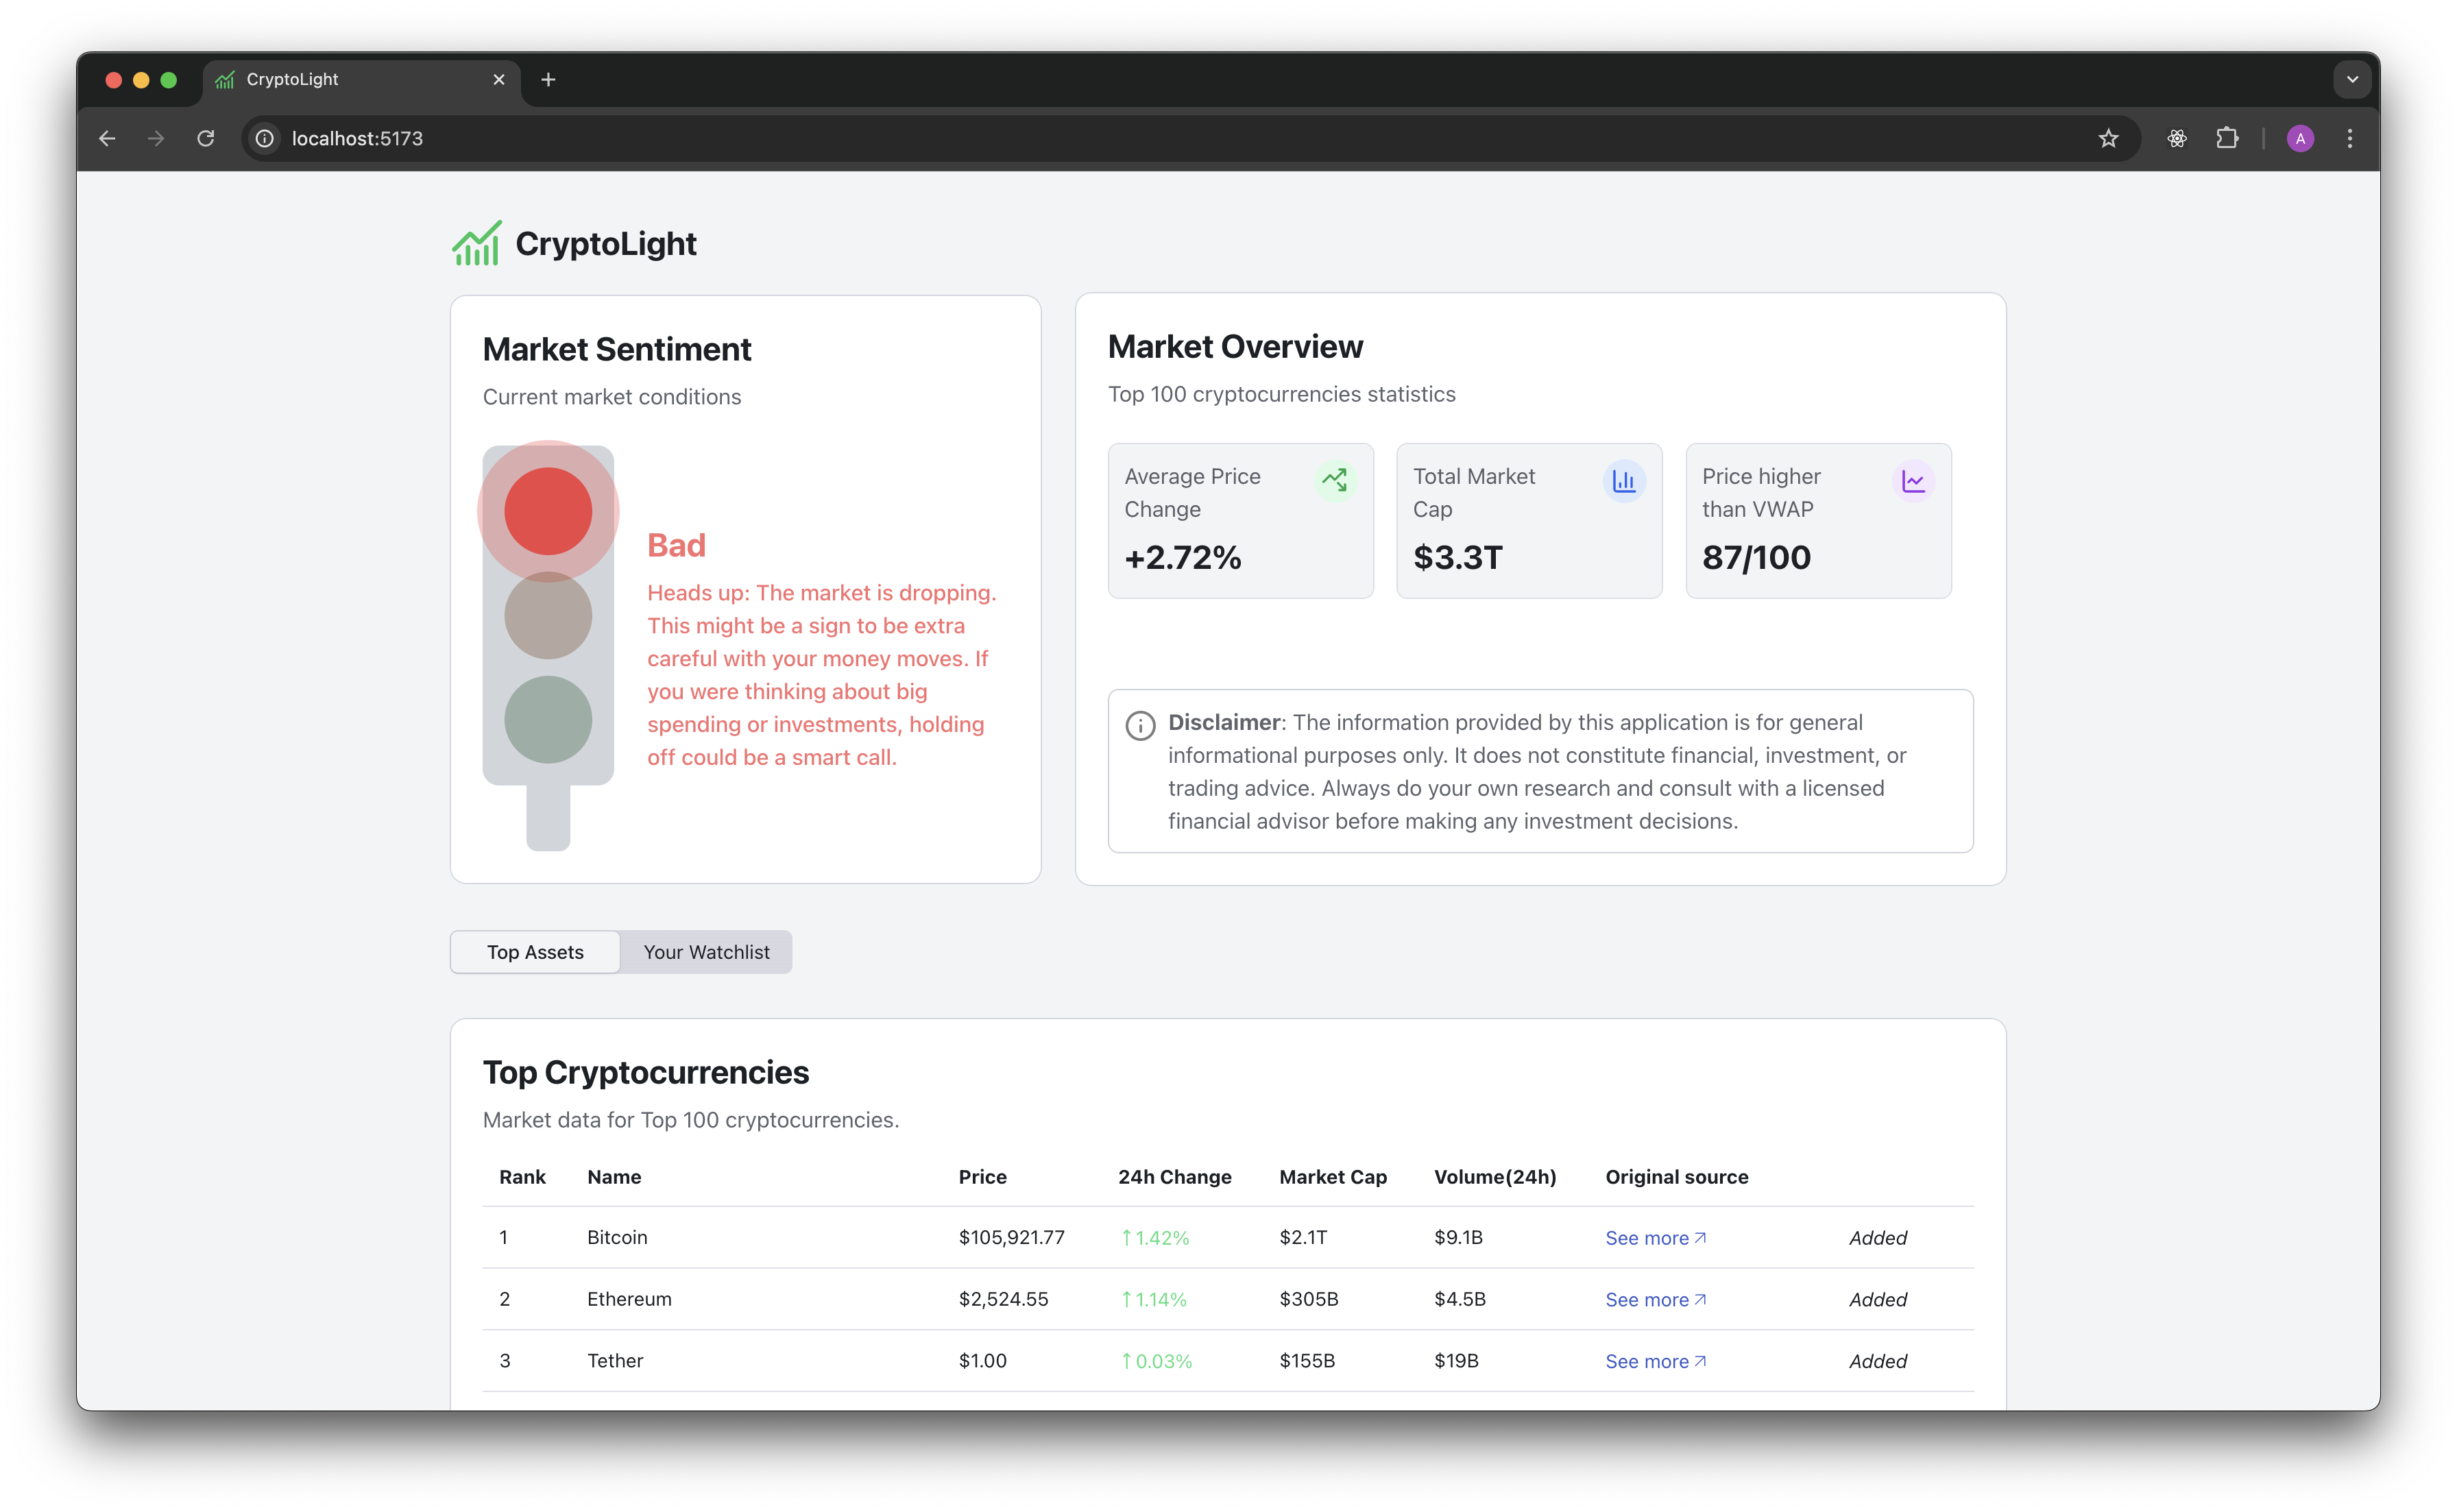 CryptoLight
localhost:5173
A
CryptoLight
Market Sentiment
Current market conditions
Bad
Heads up: The market is dropping.
This might be a sign to be extra
careful with your money moves. If
you were thinking about big
spending or investments, holding
off could be a smart call.
Market Overview
Top 100 cryptocurrencies statistics
Average Price
Change
+2.72%
Total Market
Cap
$3.3T
Price higher
than VWAP
87/100
Disclaimer: The information provided by this application is for general
informational purposes only. It does not constitute financial, investment, or
trading advice. Always do your own research and consult with a licensed
financial advisor before making any investment decisions.
Top Assets Your Watchlist
Top Cryptocurrencies
Market data for Top 100 cryptocurrencies.
Rank Name Price 24h Change Market Cap Volume(24h) Original source
1 Bitcoin $105,921.77 ↑1.42% $2.1T $9.1B See more Added
2 Ethereum $2,524.55 ↑1.14% $305B $4.5B See more Added
3 Tether $1.00 ↑0.03% $155B $19B See more Added